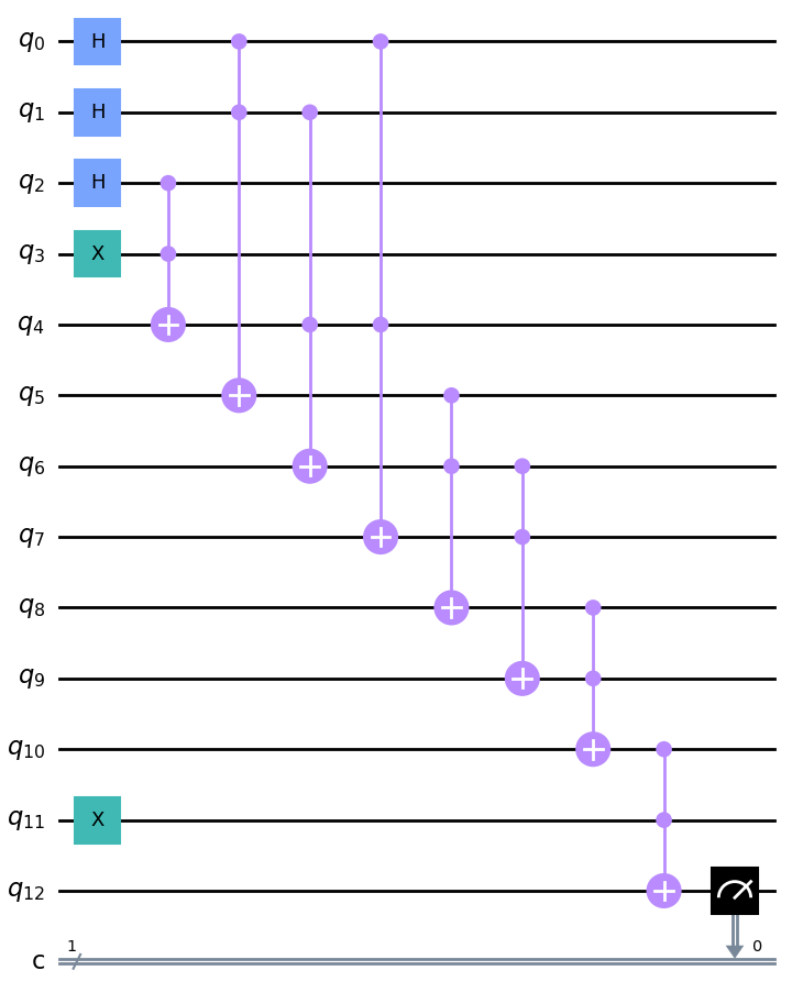 q₀ H
q₁ H
q₂ H
q₃ X
q₄
q₅
q₆
q₇
q₈
q₉
q₁₀
q₁₁ X
q₁₂
c 1 0